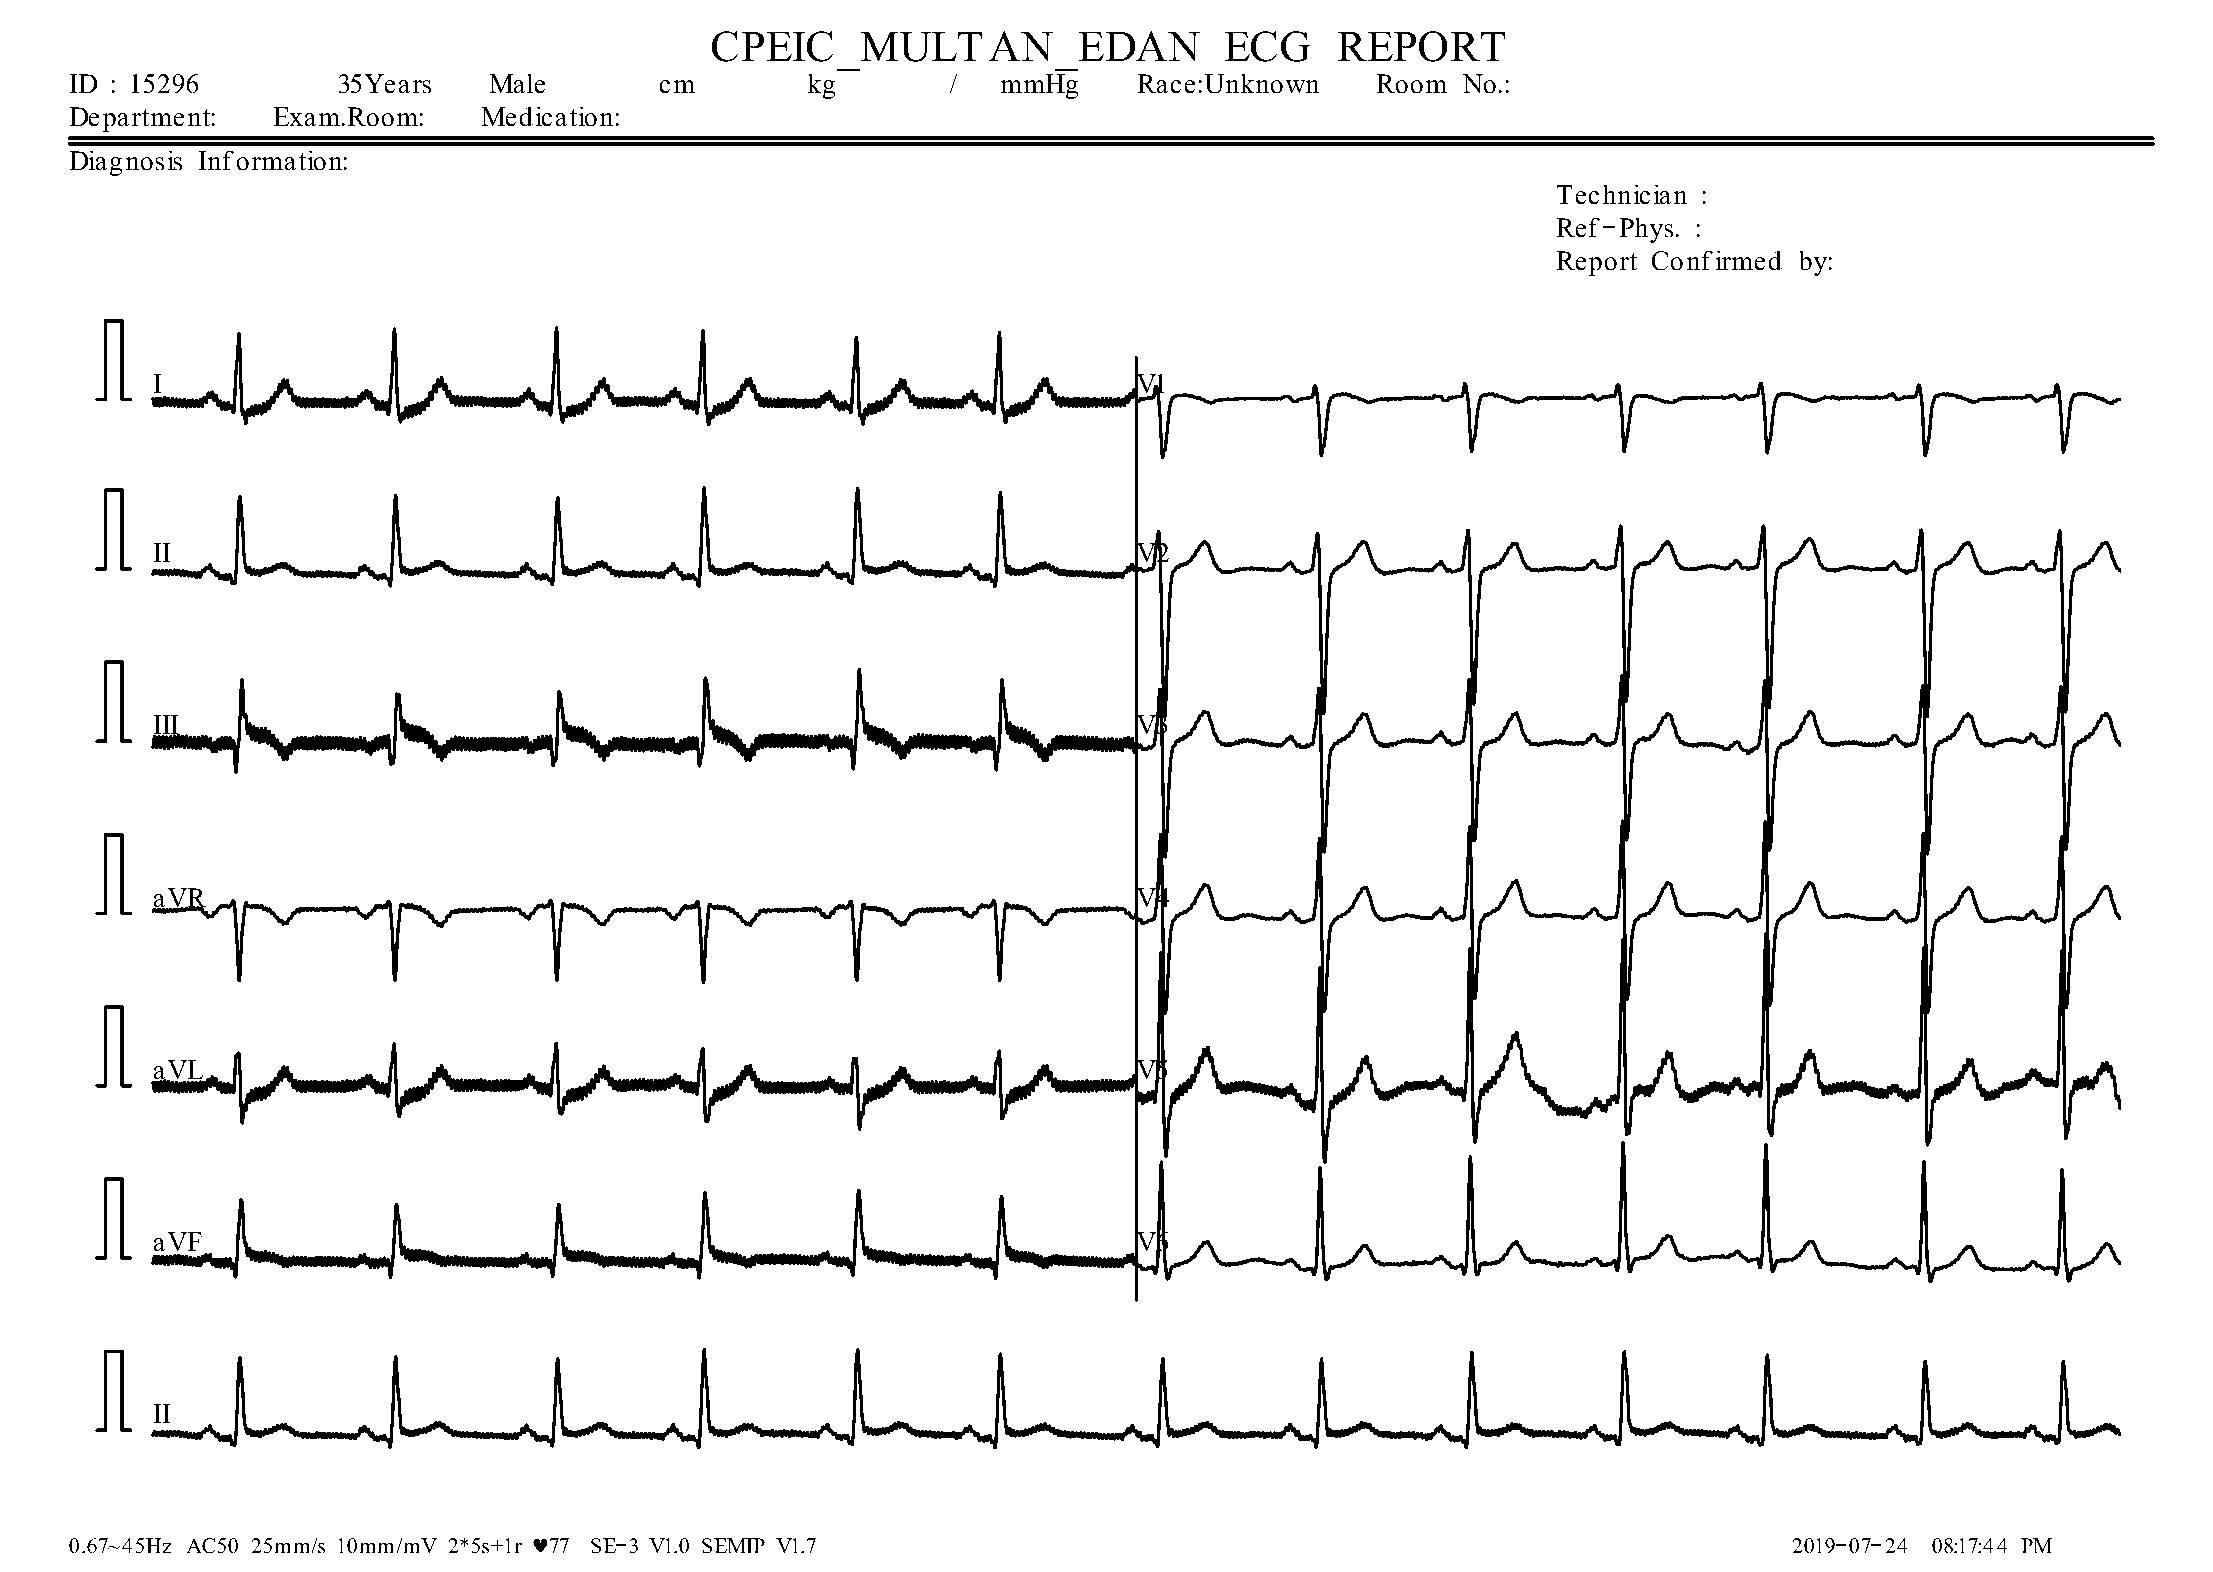 CPEIC_MULTAN_EDAN ECG REPORT
ID : 15296 35Years Male cm kg / mmHg Race:Unknown Room No.:
Department: Exam.Room: Medication:
Diagnosis Information:
Technician :
Ref-Phys. :
Report Confirmed by:
I V1
II V2
III V3
aVR V4
aVL V5
aVF V6
II
0.67~45Hz AC50 25mm/s 10mm/mV 2*5s+1r ♥77 SE-3 V1.0 SEMIP V1.7 2019-07-24 08:17:44 PM